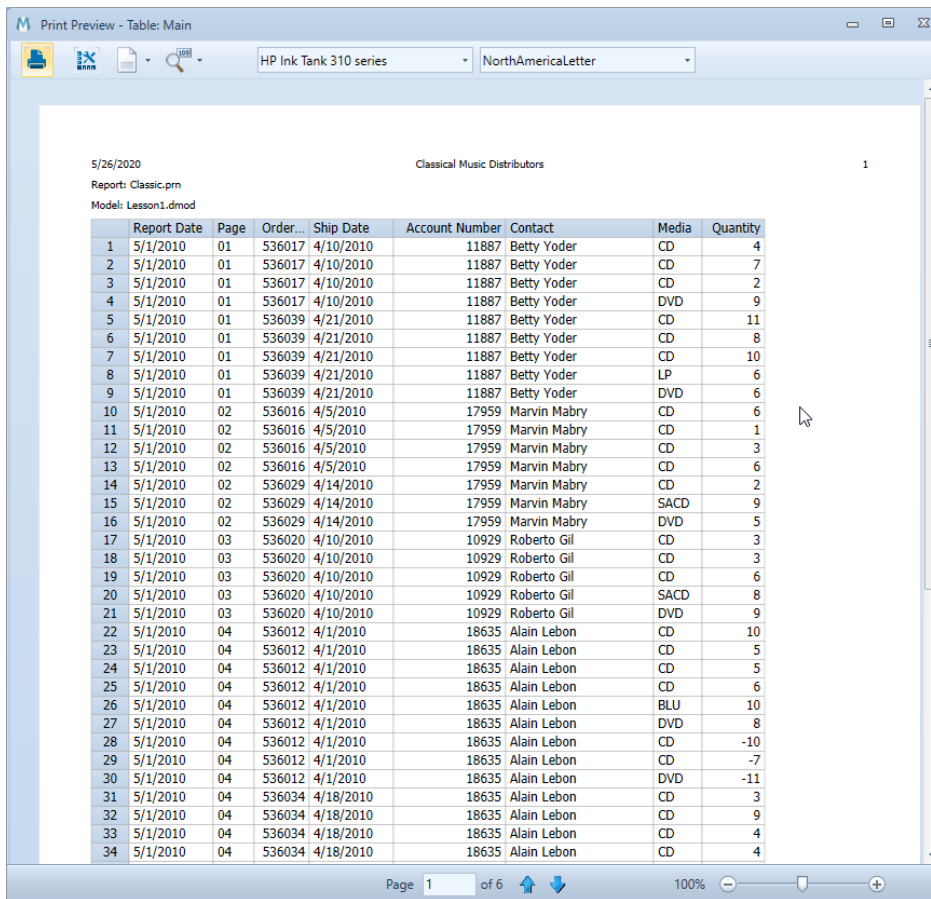 Print Preview - Table: Main
100
HP Ink Tank 310 series NorthAmericaLetter
5/26/2020 Classical Music Distributors 1
Report: Classic.prn
Model: Lesson1.dmod
Report Date Page Order... Ship Date Account Number Contact Media Quantity
1 5/1/2010 01 536017 4/10/2010 11887 Betty Yoder CD 4
2 5/1/2010 01 536017 4/10/2010 11887 Betty Yoder CD 7
3 5/1/2010 01 536017 4/10/2010 11887 Betty Yoder CD 2
4 5/1/2010 01 536017 4/10/2010 11887 Betty Yoder DVD 9
5 5/1/2010 01 536039 4/21/2010 11887 Betty Yoder CD 11
6 5/1/2010 01 536039 4/21/2010 11887 Betty Yoder CD 8
7 5/1/2010 01 536039 4/21/2010 11887 Betty Yoder CD 10
8 5/1/2010 01 536039 4/21/2010 11887 Betty Yoder LP 6
9 5/1/2010 01 536039 4/21/2010 11887 Betty Yoder DVD 6
10 5/1/2010 02 536016 4/5/2010 17959 Marvin Mabry CD 6
11 5/1/2010 02 536016 4/5/2010 17959 Marvin Mabry CD 1
12 5/1/2010 02 536016 4/5/2010 17959 Marvin Mabry CD 3
13 5/1/2010 02 536016 4/5/2010 17959 Marvin Mabry CD 6
14 5/1/2010 02 536029 4/14/2010 17959 Marvin Mabry CD 2
15 5/1/2010 02 536029 4/14/2010 17959 Marvin Mabry SACD 9
16 5/1/2010 02 536029 4/14/2010 17959 Marvin Mabry DVD 5
17 5/1/2010 03 536020 4/10/2010 10929 Roberto Gil CD 3
18 5/1/2010 03 536020 4/10/2010 10929 Roberto Gil CD 3
19 5/1/2010 03 536020 4/10/2010 10929 Roberto Gil CD 6
20 5/1/2010 03 536020 4/10/2010 10929 Roberto Gil SACD 8
21 5/1/2010 03 536020 4/10/2010 10929 Roberto Gil DVD 9
22 5/1/2010 04 536012 4/1/2010 18635 Alain Lebon CD 10
23 5/1/2010 04 536012 4/1/2010 18635 Alain Lebon CD 5
24 5/1/2010 04 536012 4/1/2010 18635 Alain Lebon CD 5
25 5/1/2010 04 536012 4/1/2010 18635 Alain Lebon CD 6
26 5/1/2010 04 536012 4/1/2010 18635 Alain Lebon BLU 10
27 5/1/2010 04 536012 4/1/2010 18635 Alain Lebon DVD 8
28 5/1/2010 04 536012 4/1/2010 18635 Alain Lebon CD -10
29 5/1/2010 04 536012 4/1/2010 18635 Alain Lebon CD -7
30 5/1/2010 04 536012 4/1/2010 18635 Alain Lebon DVD -11
31 5/1/2010 04 536034 4/18/2010 18635 Alain Lebon CD 3
32 5/1/2010 04 536034 4/18/2010 18635 Alain Lebon CD 9
33 5/1/2010 04 536034 4/18/2010 18635 Alain Lebon CD 4
34 5/1/2010 04 536034 4/18/2010 18635 Alain Lebon CD 4
Page 1 of 6 100%